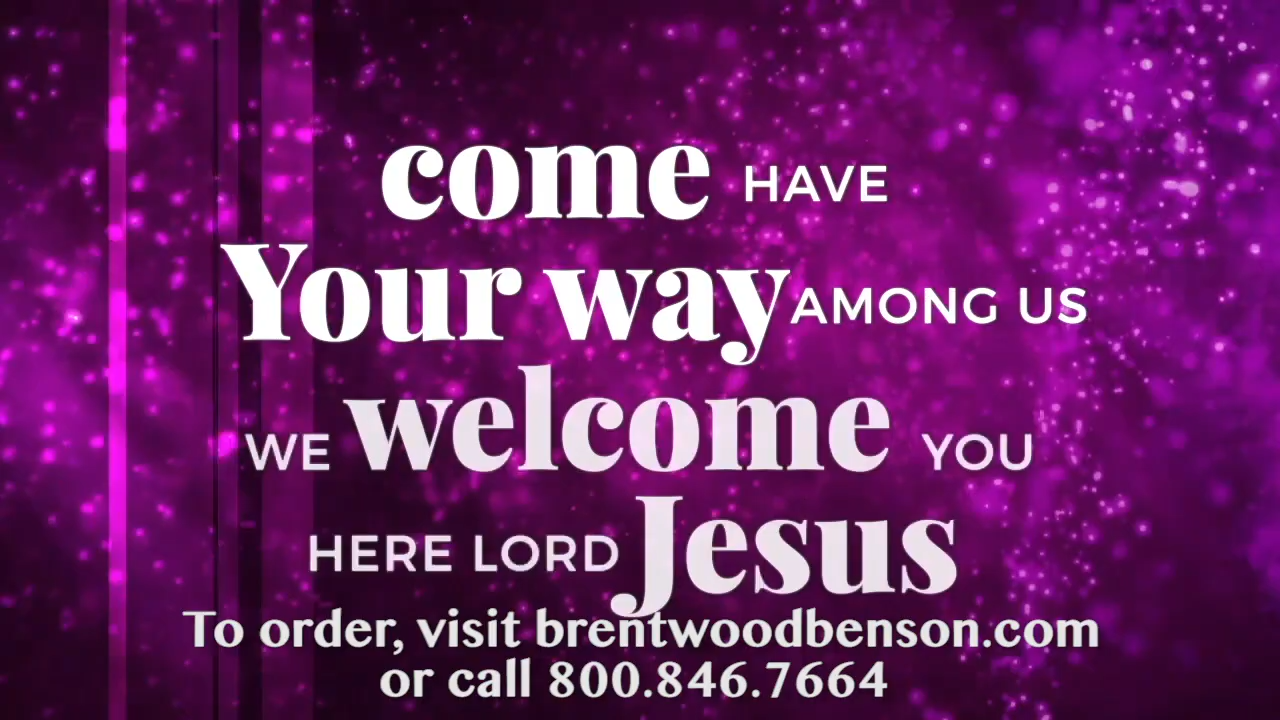 come HAVE
Your way AMONG US
WE welcome YOU
HERE LORD Jesus
To order, visit brentwoodbenson.com
or call 800.846.7664